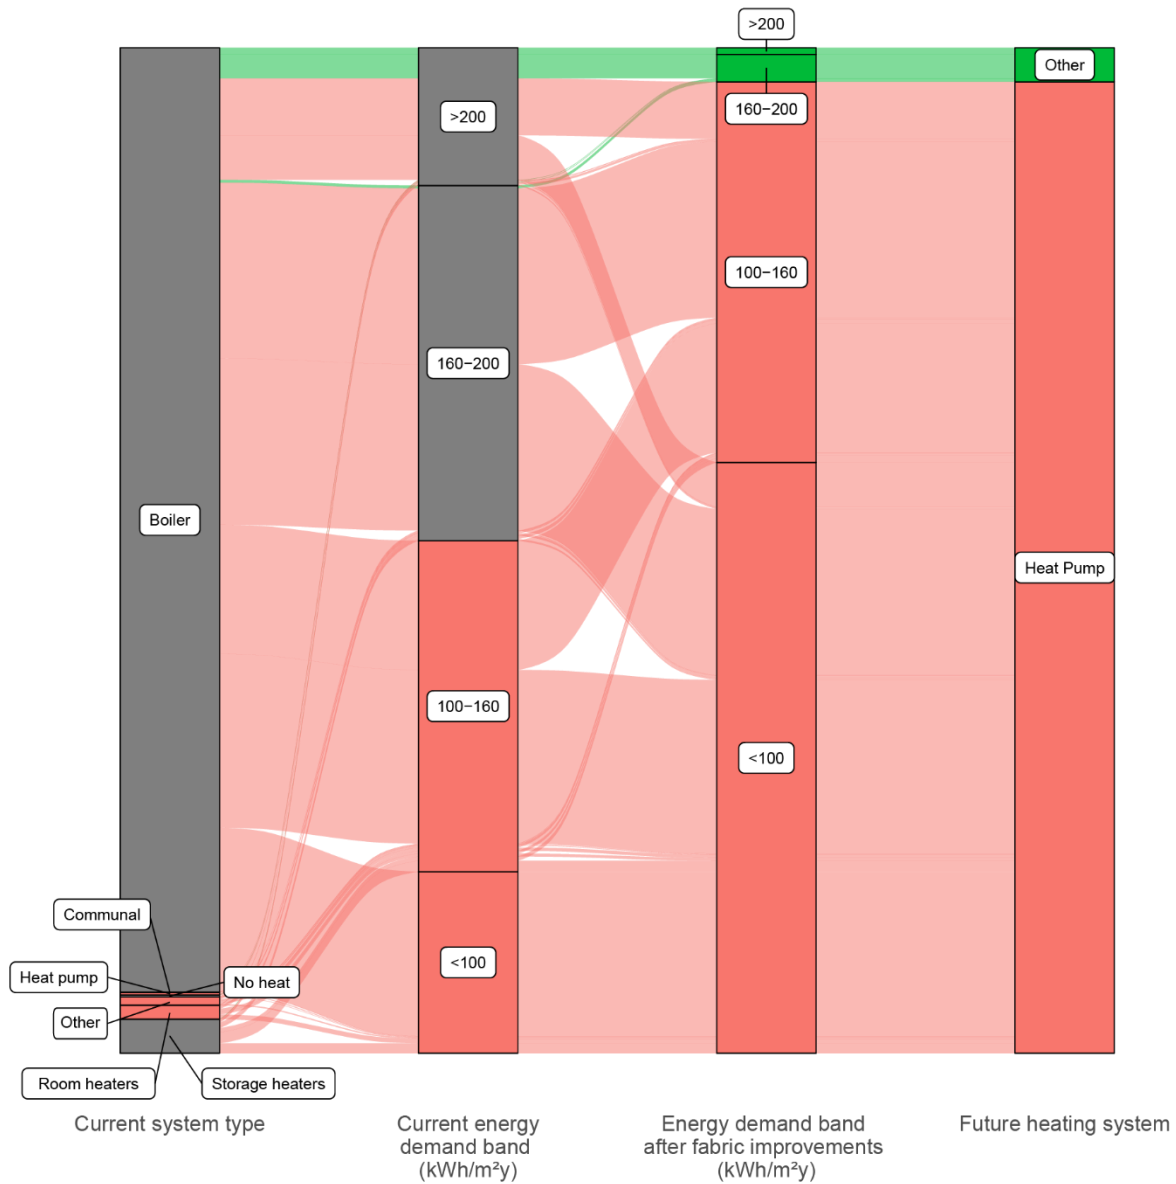 >200
Other
>200
160−200
100−160
160−200
Boiler
Heat Pump
100−160
<100
Communal
<100
Heat pump
No heat
Other
Room heaters
Storage heaters
Current system type
Current energy
demand band
(kWh/m²y)
Energy demand band
after fabric improvements
(kWh/m²y)
Future heating system